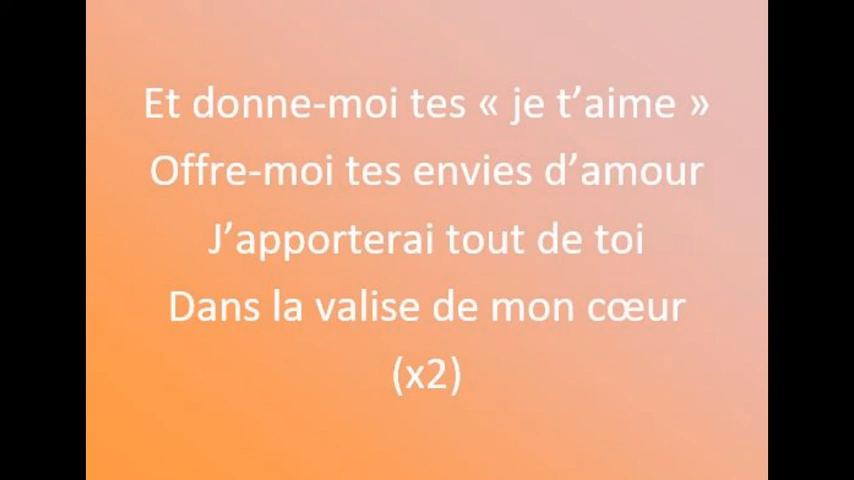 Et donne-moi tes « je t’aime »
Offre-moi tes envies d’amour
J’apporterai tout de toi
Dans la valise de mon cœur
(x2)